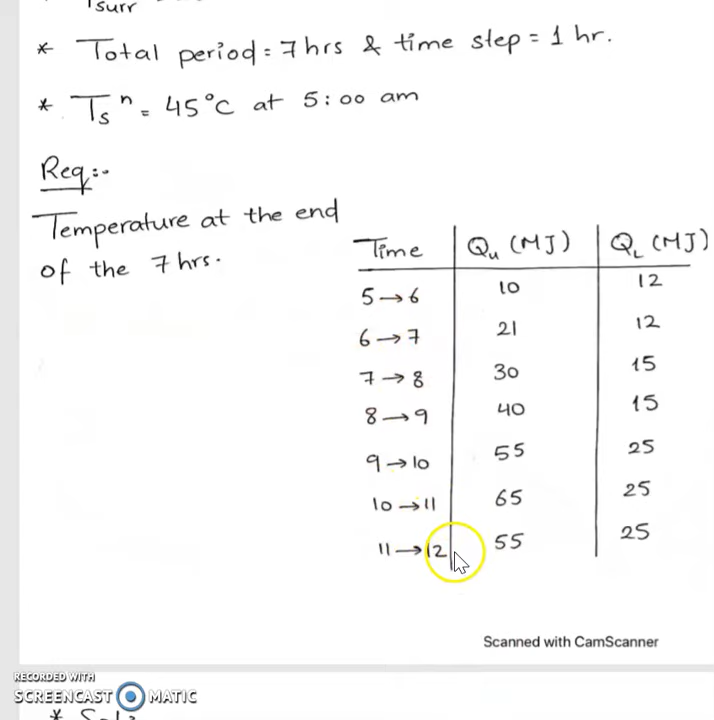 Tsurr
* Total period = 7 hrs & time step = 1 hr.
* Tsⁿ = 45°C at 5:00 am
Req:-
Temperature at the end
of the 7 hrs.
Time Qu (MJ) QL (MJ)
5→6 10 12
6→7 21 12
7→8 30 15
8→9 40 15
9→10 55 25
10→11 65 25
11→12 55 25
Scanned with CamScanner
RECORDED WITH
SCREENCAST MATIC